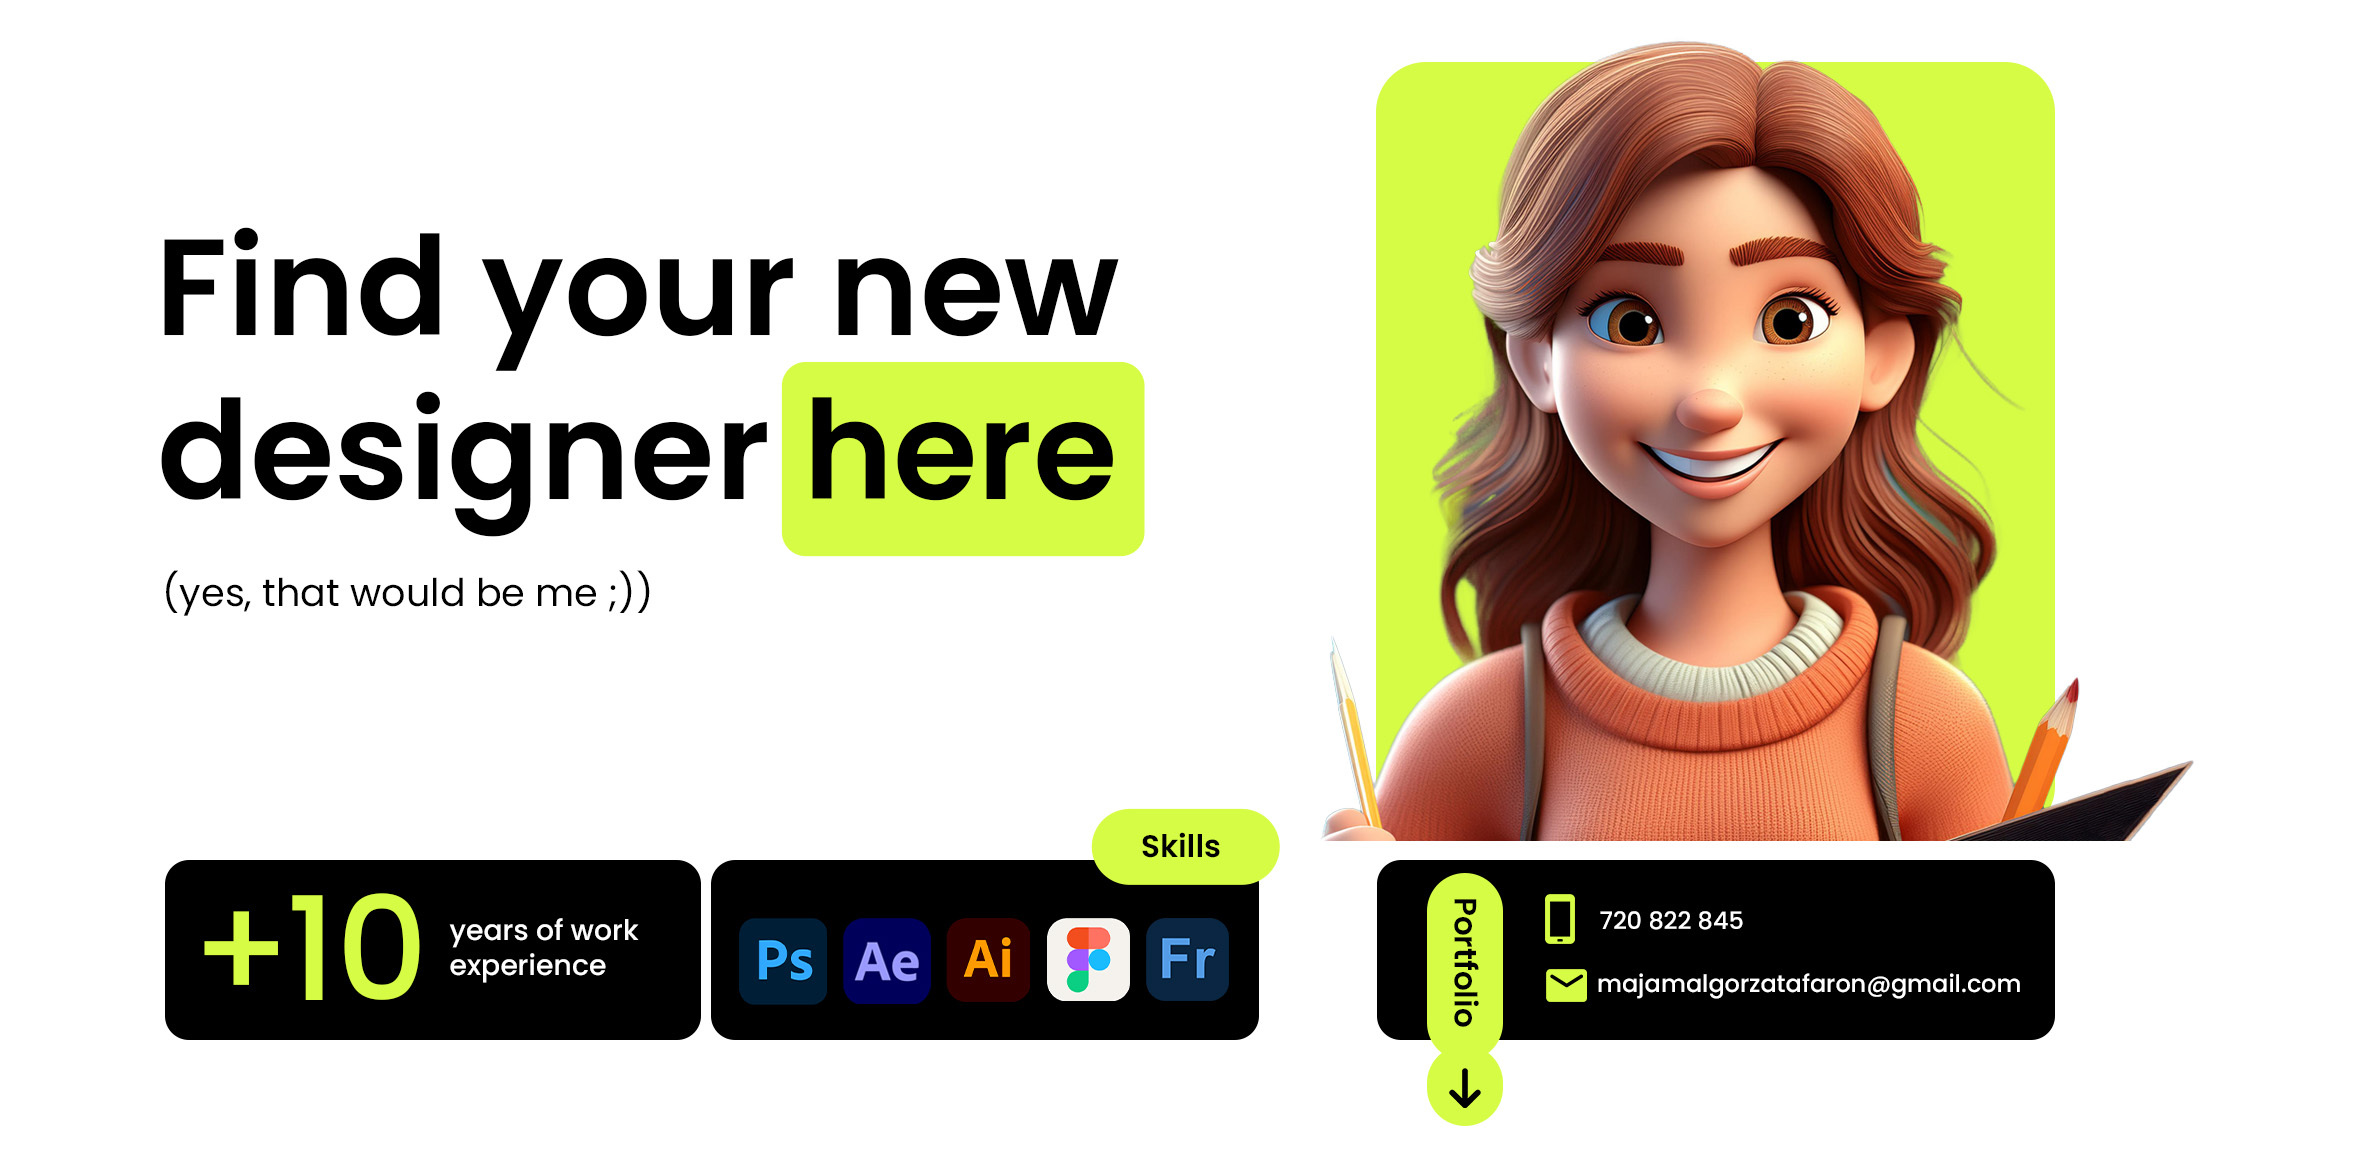 Find your new
designer here
(yes, that would be me ;))
+10
years of work
experience
Skills
Ps
Ae
Ai
Fr
Portfolio
720 822 845
majamalgorzatafaron@gmail.com